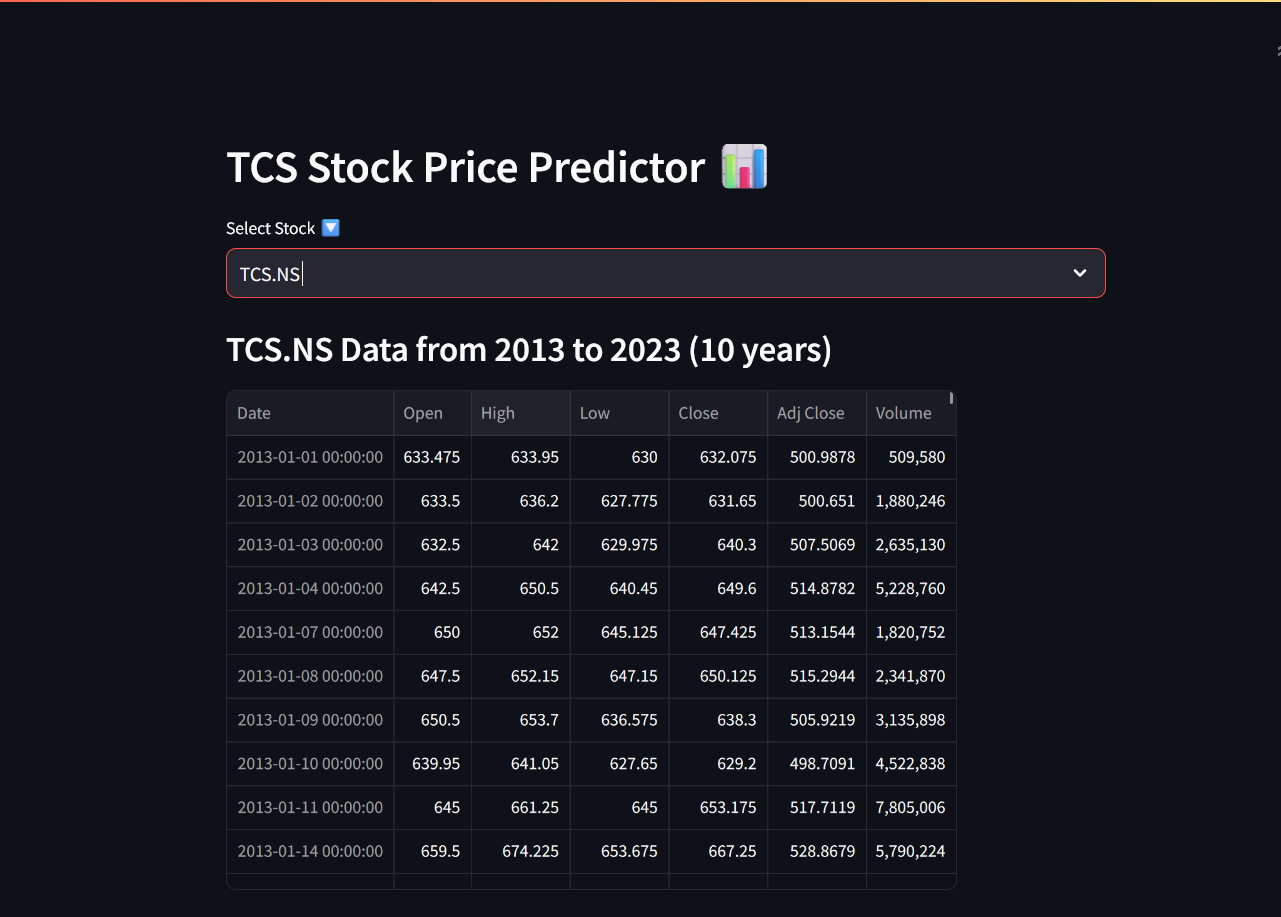 TCS Stock Price Predictor 📊
Select Stock 🔽
TCS.NS
TCS.NS Data from 2013 to 2023 (10 years)
Date Open High Low Close Adj Close Volume
2013-01-01 00:00:00 633.475 633.95 630 632.075 500.9878 509,580
2013-01-02 00:00:00 633.5 636.2 627.775 631.65 500.651 1,880,246
2013-01-03 00:00:00 632.5 642 629.975 640.3 507.5069 2,635,130
2013-01-04 00:00:00 642.5 650.5 640.45 649.6 514.8782 5,228,760
2013-01-07 00:00:00 650 652 645.125 647.425 513.1544 1,820,752
2013-01-08 00:00:00 647.5 652.15 647.15 650.125 515.2944 2,341,870
2013-01-09 00:00:00 650.5 653.7 636.575 638.3 505.9219 3,135,898
2013-01-10 00:00:00 639.95 641.05 627.65 629.2 498.7091 4,522,838
2013-01-11 00:00:00 645 661.25 645 653.175 517.7119 7,805,006
2013-01-14 00:00:00 659.5 674.225 653.675 667.25 528.8679 5,790,224